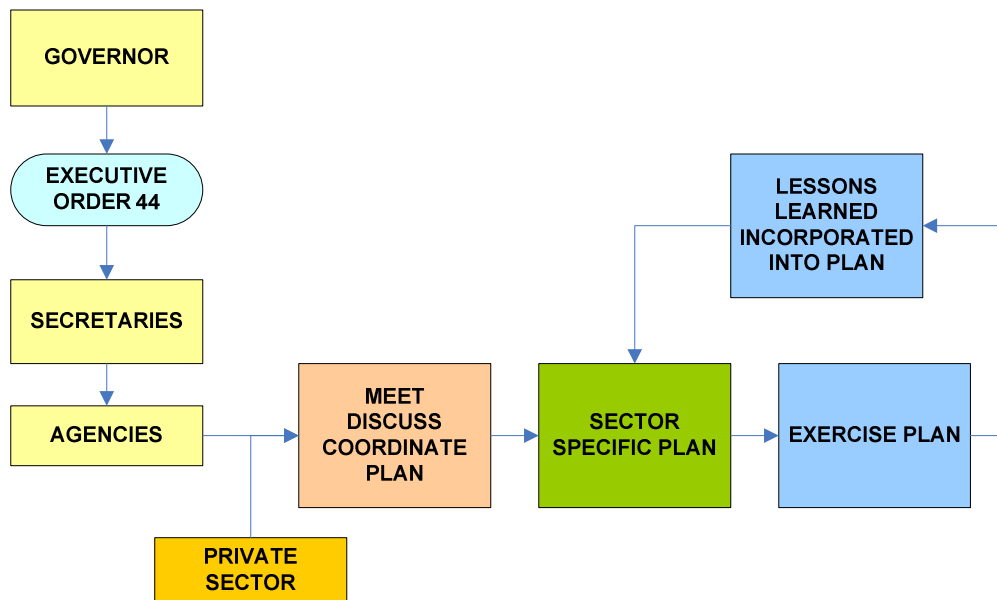 GOVERNOR
EXECUTIVE
ORDER 44
SECRETARIES
AGENCIES
PRIVATE
SECTOR
MEET
DISCUSS
COORDINATE
PLAN
SECTOR
SPECIFIC PLAN
EXERCISE PLAN
LESSONS
LEARNED
INCORPORATED
INTO PLAN